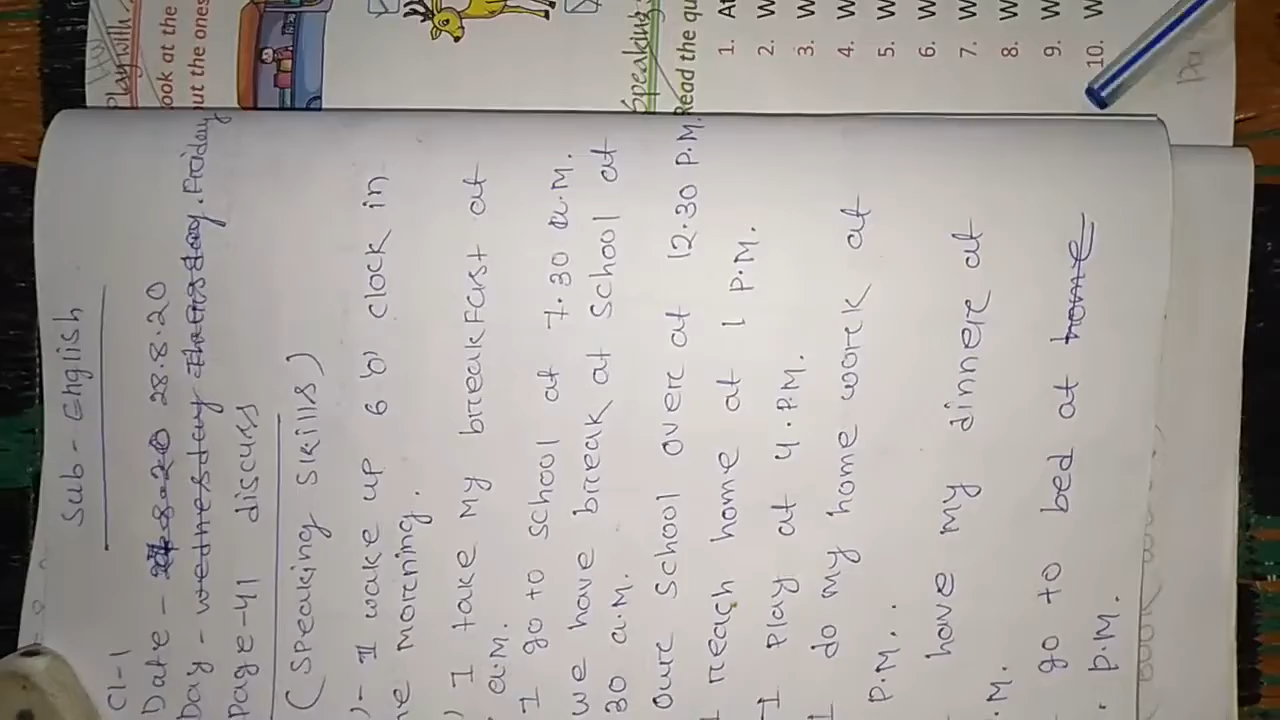 Sub - English
Cl-1
Date - 28.8.20
Day - wednesday thursday. Friday
Page-41 discuss
(Speaking Skills)
)- I wake up 6 o' clock in
he morning.
) I take my breakfast at
a.m.
I go to school at 7.30 a.m.
we have break at school at
30 a.m.
Our school over at 12.30 P.M.
I reach home at 1 P.M.
I play at 4.P.M.
I do my home work at
P.M..
have my dinner at
.M.
go to bed at home
. P.M.
Play with
ook at the
ut the ones
Speaking
Read the qu
1. At
2. W
3. W
4. W
5. W
6. W
7. W
8. W
9. W
10. W